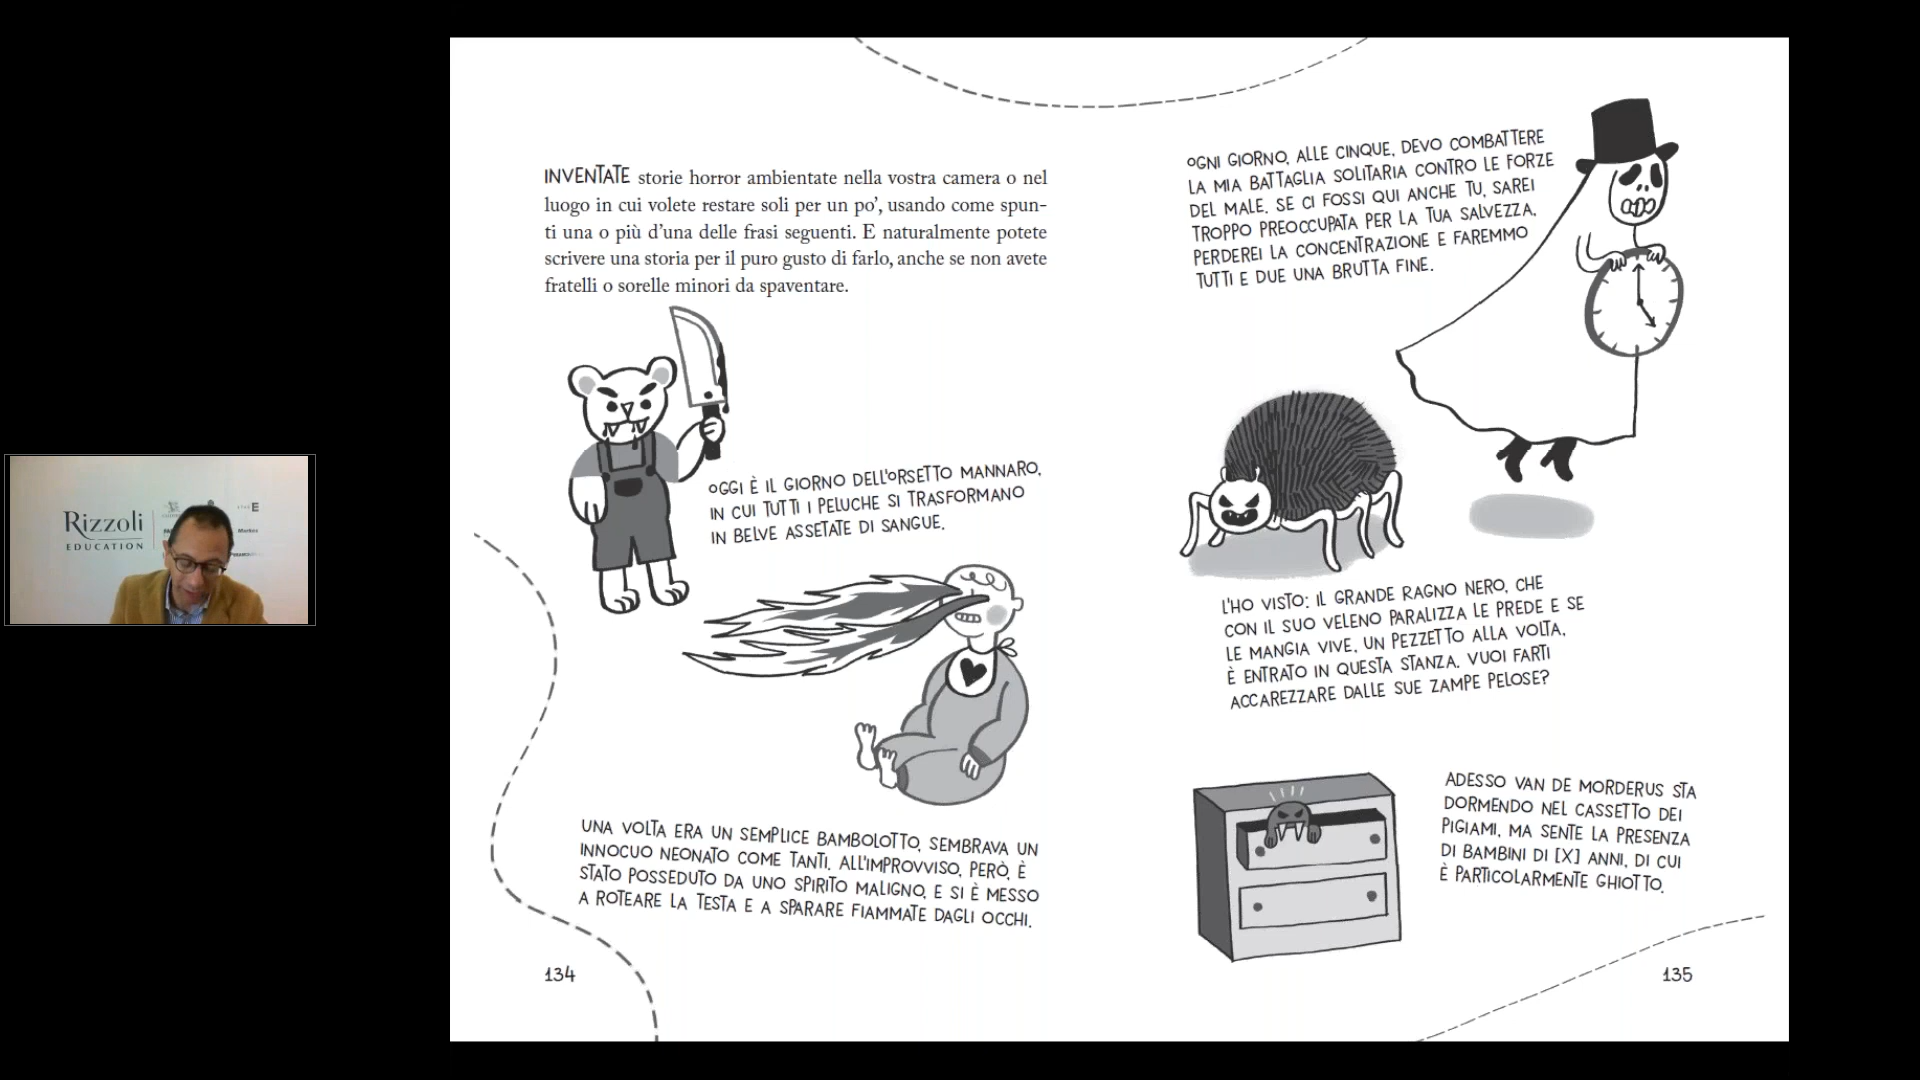 INVENTATE storie horror ambientate nella vostra camera o nel
luogo in cui volete restare soli per un po', usando come spun-
ti una o più d'una delle frasi seguenti. E naturalmente potete
scrivere una storia per il puro gusto di farlo, anche se non avete
fratelli o sorelle minori da spaventare.
OGGI È IL GIORNO DELL'ORSETTO MANNARO,
IN CUI TUTTI I PELUCHE SI TRASFORMANO
IN BELVE ASSETATE DI SANGUE.
UNA VOLTA ERA UN SEMPLICE BAMBOLOTTO, SEMBRAVA UN
INNOCUO NEONATO COME TANTI. ALL'IMPROVVISO, PERÒ, È
STATO POSSEDUTO DA UNO SPIRITO MALIGNO, E SI È MESSO
A ROTEARE LA TESTA E A SPARARE FIAMMATE DAGLI OCCHI.
134
OGNI GIORNO, ALLE CINQUE, DEVO COMBATTERE
LA MIA BATTAGLIA SOLITARIA CONTRO LE FORZE
DEL MALE. SE CI FOSSI QUI ANCHE TU, SAREI
TROPPO PREOCCUPATA PER LA TUA SALVEZZA,
PERDEREI LA CONCENTRAZIONE E FAREMMO
TUTTI E DUE UNA BRUTTA FINE.
L'HO VISTO: IL GRANDE RAGNO NERO, CHE
CON IL SUO VELENO PARALIZZA LE PREDE E SE
LE MANGIA VIVE, UN PEZZETTO ALLA VOLTA,
È ENTRATO IN QUESTA STANZA. VUOI FARTI
ACCAREZZARE DALLE SUE ZAMPE PELOSE?
ADESSO VAN DE MORDERUS STA
DORMENDO NEL CASSETTO DEI
PIGIAMI, MA SENTE LA PRESENZA
DI BAMBINI DI [X] ANNI, DI CUI
È PARTICOLARMENTE GHIOTTO.
135
Rizzoli
EDUCATION